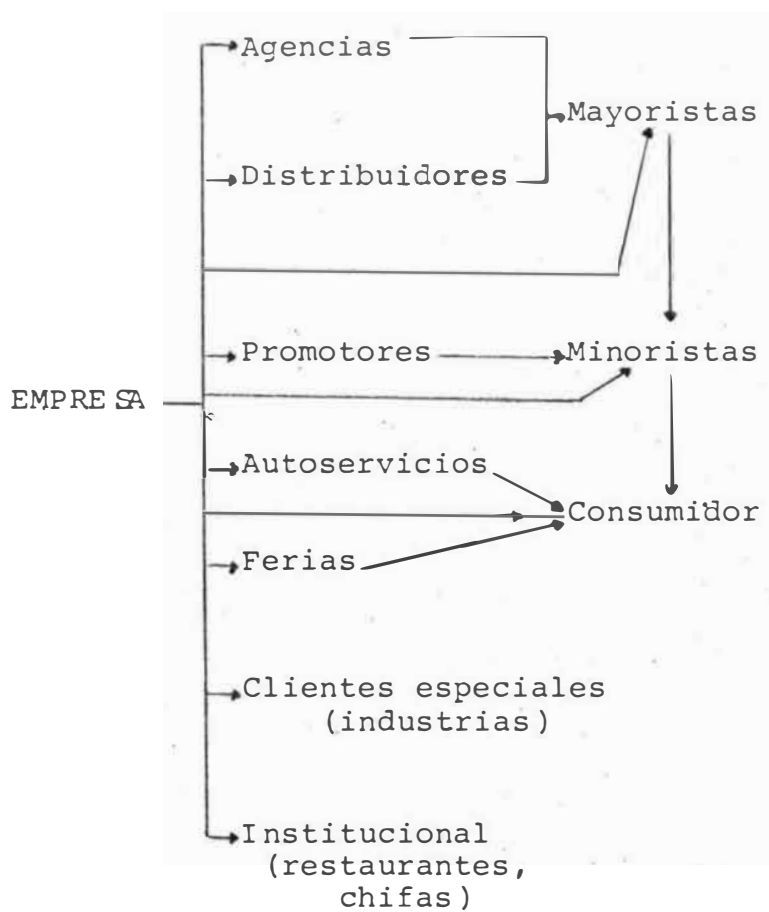 Agencias
Mayoristas
Distribuidores
Promotores
Minoristas
EMPRESA
Autoservicios
Consumidor
Ferias
Clientes especiales
(industrias)
Institucional
(restaurantes,
chifas)